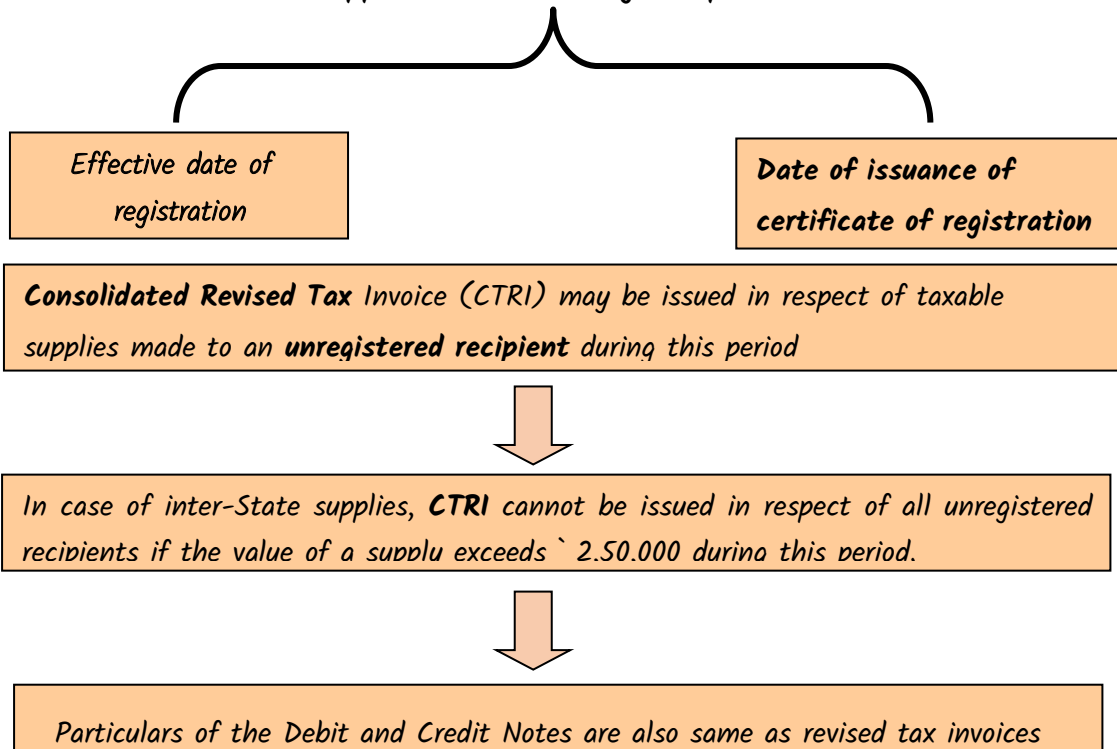 Effective date of
registration
Date of issuance of
certificate of registration
Consolidated Revised Tax Invoice (CTRI) may be issued in respect of taxable
supplies made to an unregistered recipient during this period
In case of inter-State supplies, CTRI cannot be issued in respect of all unregistered
recipients if the value of a supply exceeds ` 2,50,000 during this period.
Particulars of the Debit and Credit Notes are also same as revised tax invoices